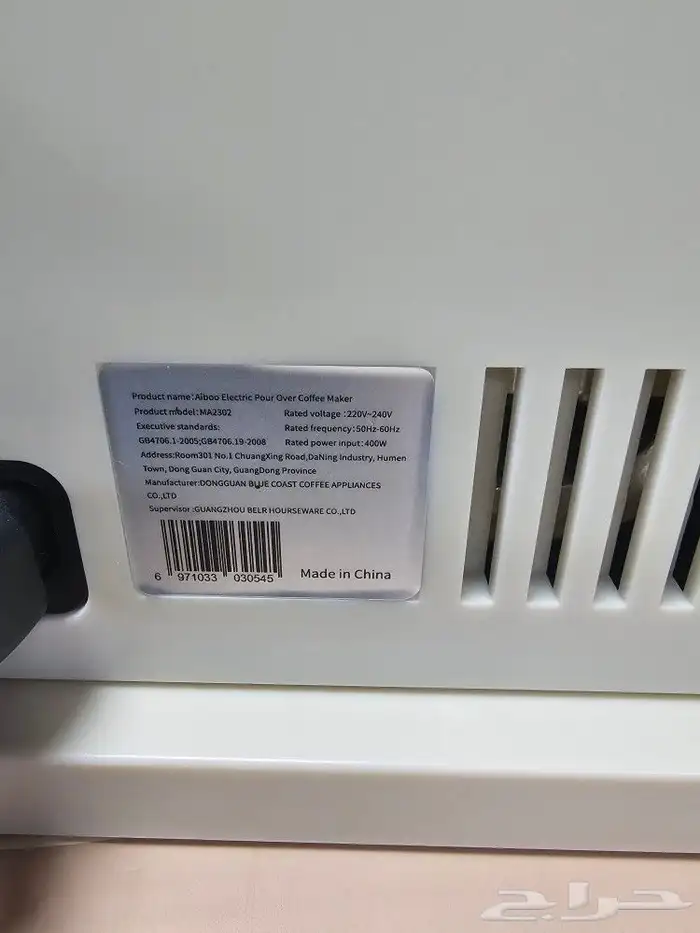 Product name:Aiboo Electric Pour Over Coffee Maker
Product model:MA2302 Rated voltage :220V~240V
Executive standards: Rated frequency:50Hz-60Hz
GB4706.1-2005;GB4706.19-2008 Rated power input:400W
Address:Room301 No.1 ChuangXing Road,DaNing Industry, Humen
Town, Dong Guan City, GuangDong Province
Manufacturer:DONGGUAN BLUE COAST COFFEE APPLIANCES
CO.,LTD
Supervisor :GUANGZHOU BELR HOURSEWARE CO.,LTD
6 971033 030545
Made in China
حراج